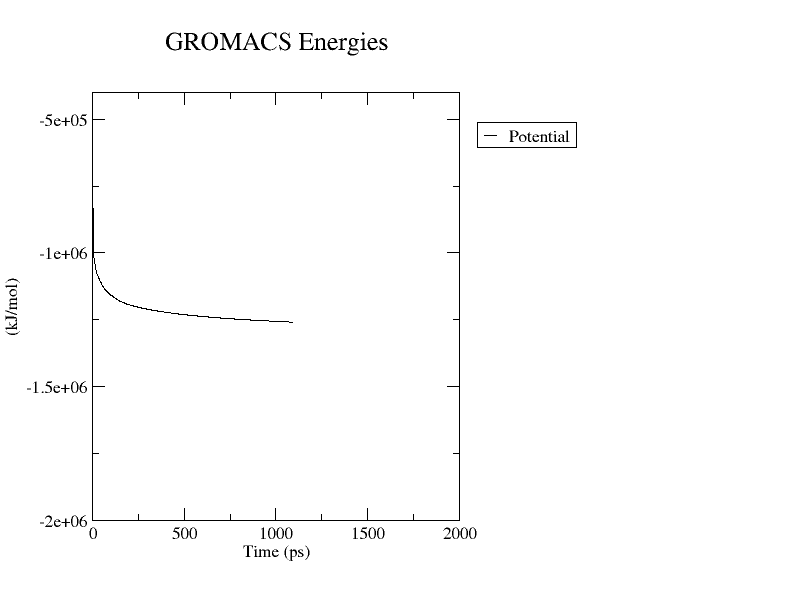 GROMACS Energies
-5e+05
-1e+06
-1.5e+06
-2e+06
(kJ/mol)
0 500 1000 1500 2000
Time (ps)
Potential